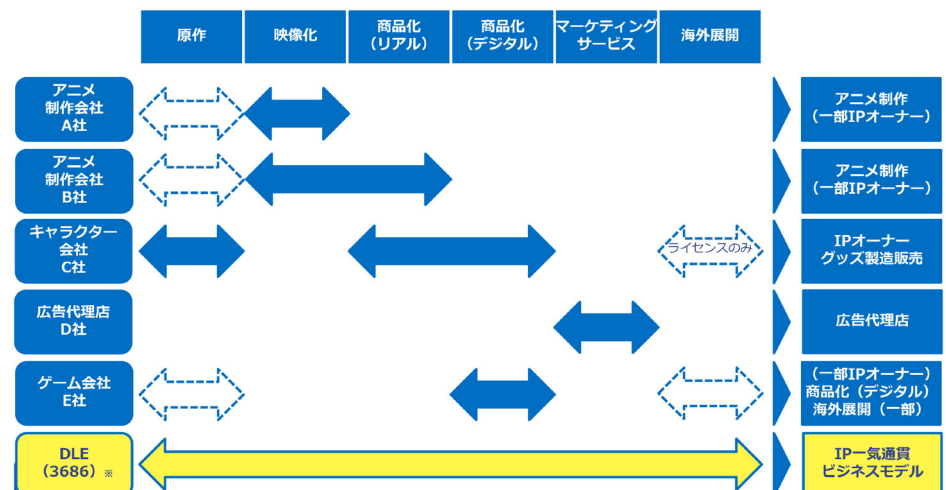 原作
映像化
商品化
（リアル）
商品化
（デジタル）
マーケティング
サービス
海外展開
アニメ
制作会社
A社
アニメ制作
（一部IPオーナー）
アニメ
制作会社
B社
アニメ制作
（一部IPオーナー）
キャラクター
会社
C社
ライセンスのみ
IPオーナー
グッズ製造販売
広告代理店
D社
広告代理店
ゲーム会社
E社
（一部IPオーナー）
商品化（デジタル）
海外展開（一部）
DLE
（3686）※
IP一気通貫
ビジネスモデル